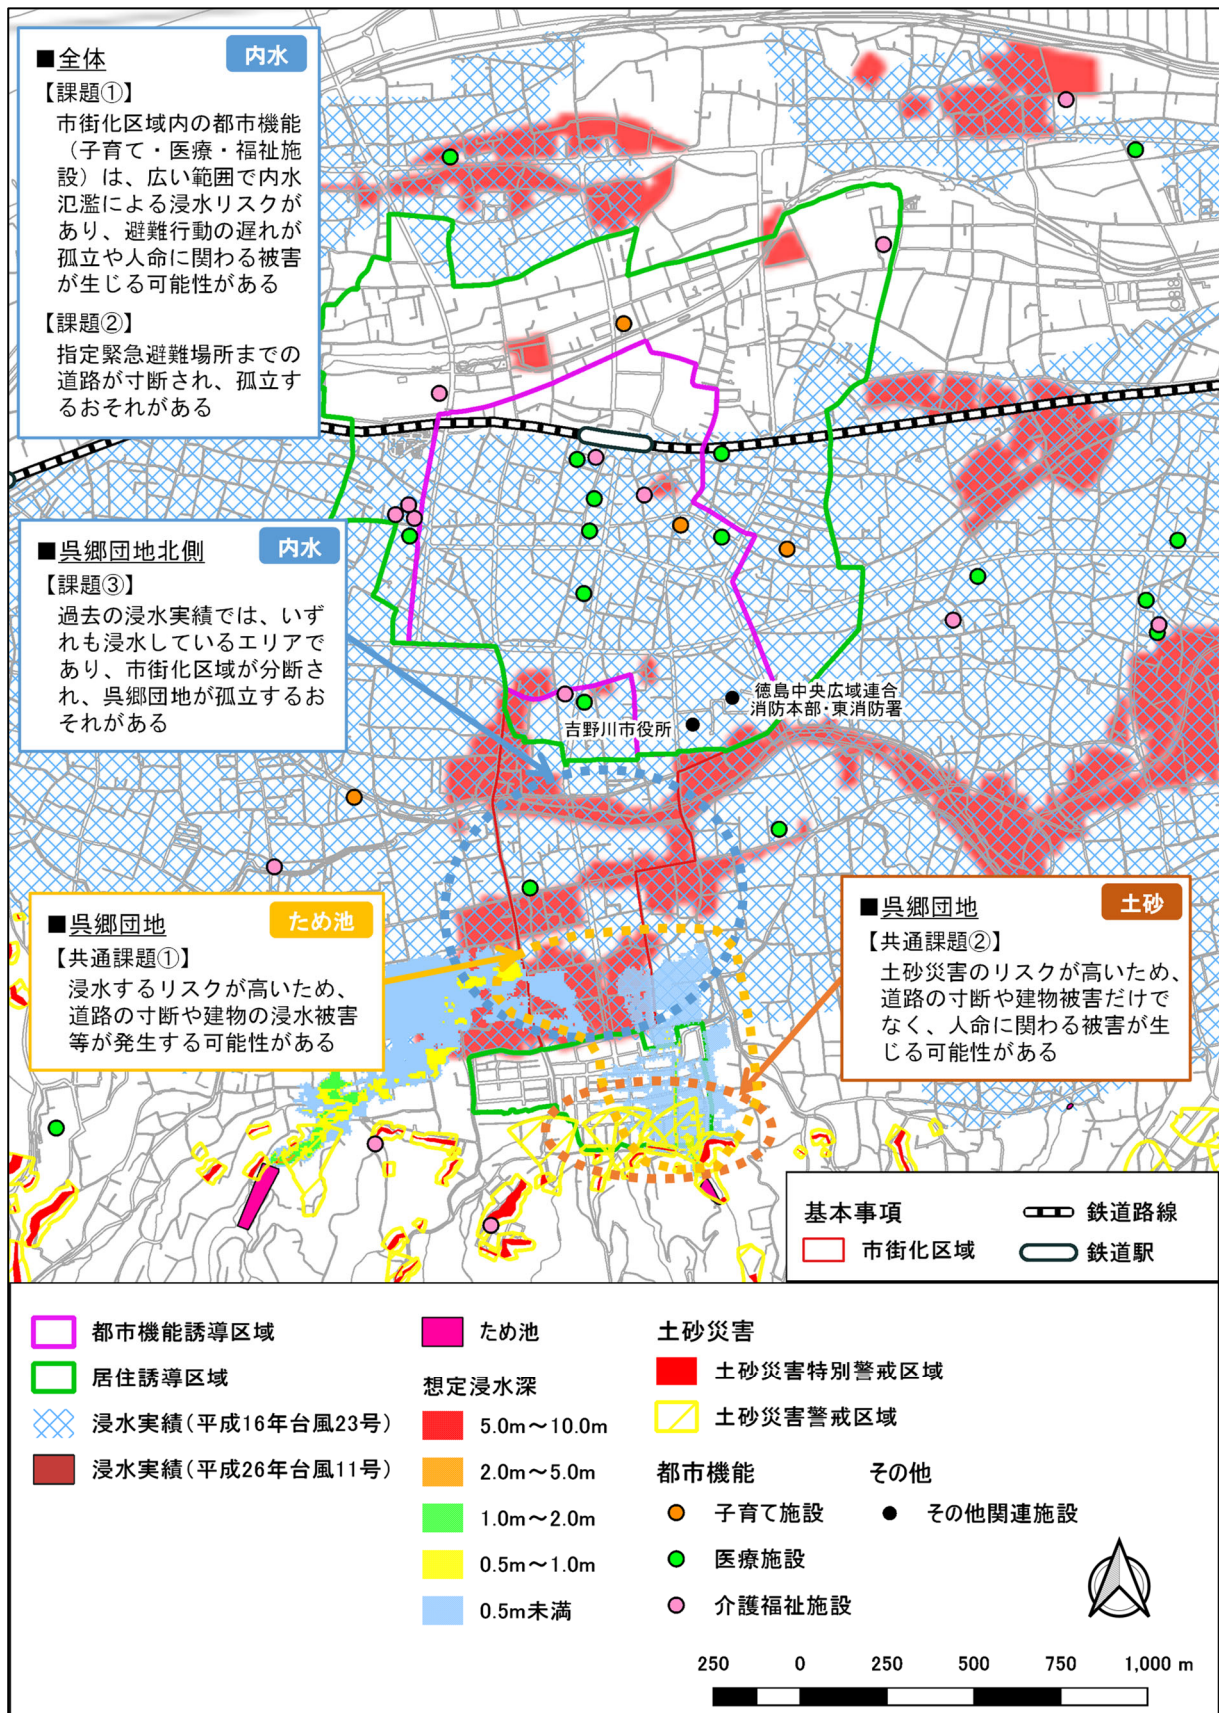 ■全体
内水
【課題①】
市街化区域内の都市機能
（子育て・医療・福祉施
設）は、広い範囲で内水
氾濫による浸水リスクが
あり、避難行動の遅れが
孤立や人命に関わる被害
が生じる可能性がある
【課題②】
指定緊急避難場所までの
道路が寸断され、孤立す
るおそれがある
■呉郷団地北側
内水
【課題③】
過去の浸水実績では、いず
れも浸水しているエリアで
あり、市街化区域が分断さ
れ、呉郷団地が孤立するお
それがある
徳島中央広域連合
消防本部・東消防署
吉野川市役所
■呉郷団地
ため池
【共通課題①】
浸水するリスクが高いため、
道路の寸断や建物の浸水被害
等が発生する可能性がある
■呉郷団地
土砂
【共通課題②】
土砂災害のリスクが高いため、
道路の寸断や建物被害だけで
なく、人命に関わる被害が生
じる可能性がある
基本事項
市街化区域
鉄道路線
鉄道駅
都市機能誘導区域
居住誘導区域
浸水実績(平成16年台風23号)
浸水実績(平成26年台風11号)
ため池
想定浸水深
5.0m～10.0m
2.0m～5.0m
1.0m～2.0m
0.5m～1.0m
0.5m未満
土砂災害
土砂災害特別警戒区域
土砂災害警戒区域
都市機能
子育て施設
医療施設
介護福祉施設
その他
その他関連施設
250 0 250 500 750 1,000 m